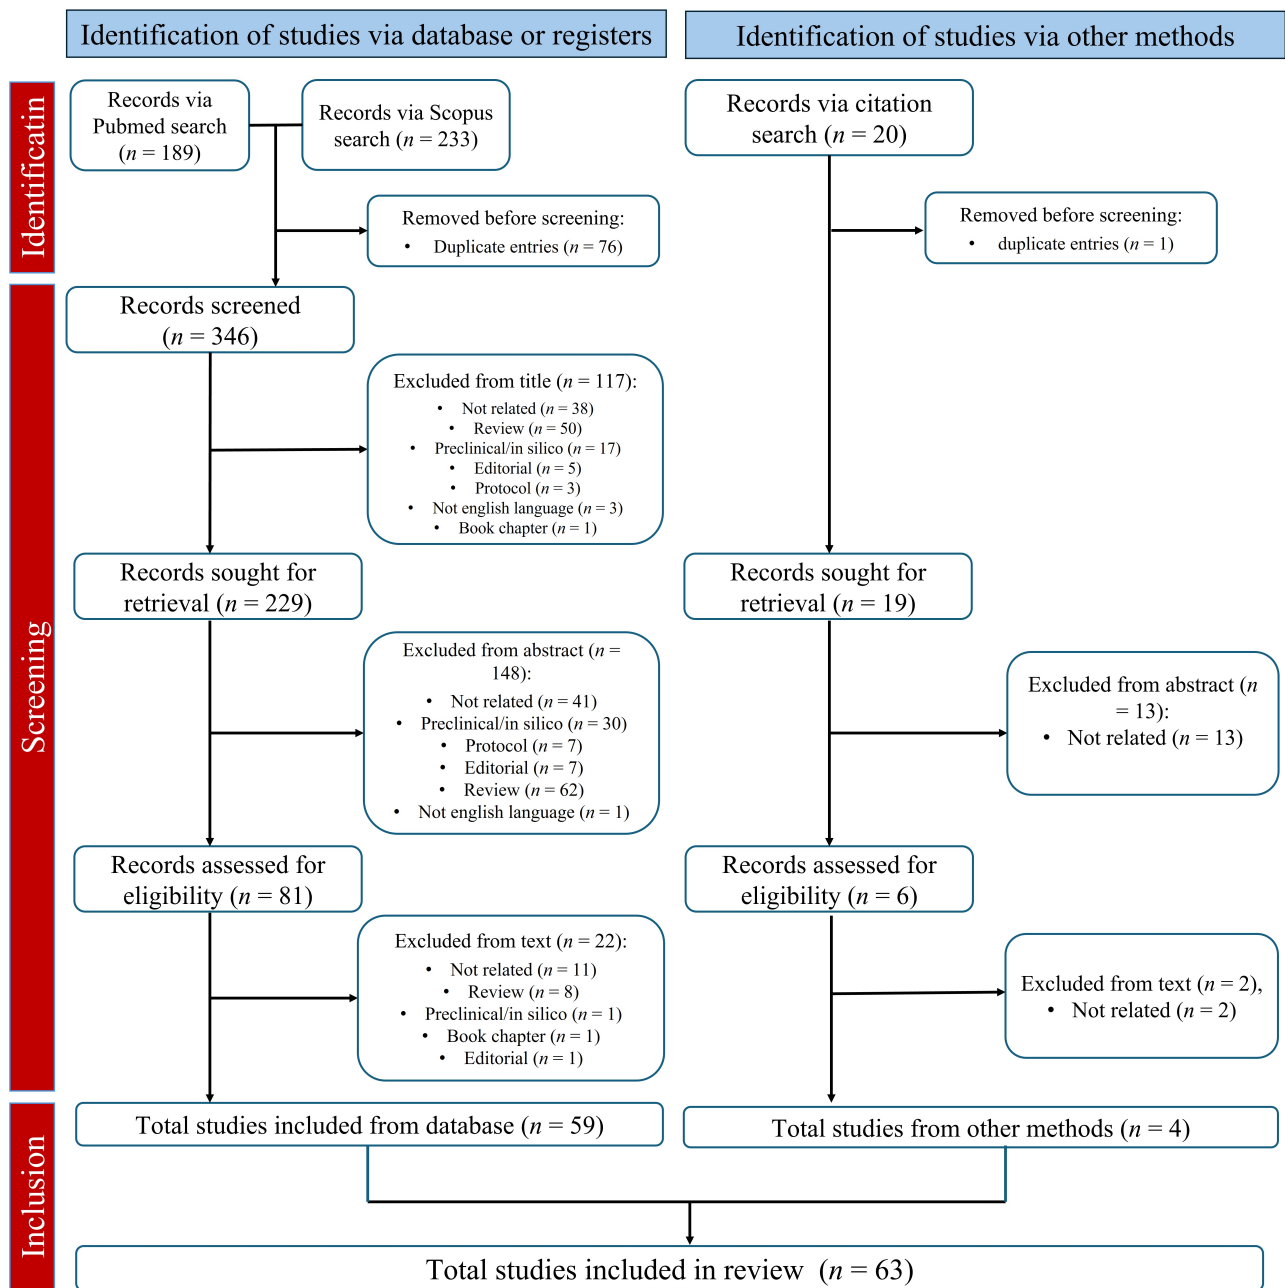 Identification of studies via database or registers
Identification of studies via other methods
Identificatin
Records via
Pubmed search
(n = 189)
Records via Scopus
search (n = 233)
Records via citation
search (n = 20)
Removed before screening:
• Duplicate entries (n = 76)
Removed before screening:
• duplicate entries (n = 1)
Screening
Records screened
(n = 346)
Excluded from title (n = 117):
• Not related (n = 38)
• Review (n = 50)
• Preclinical/in silico (n = 17)
• Editorial (n = 5)
• Protocol (n = 3)
• Not english language (n = 3)
• Book chapter (n = 1)
Records sought for
retrieval (n = 229)
Records sought for
retrieval (n = 19)
Excluded from abstract (n =
148):
• Not related (n = 41)
• Preclinical/in silico (n = 30)
• Protocol (n = 7)
• Editorial (n = 7)
• Review (n = 62)
• Not english language (n = 1)
Excluded from abstract (n
= 13):
• Not related (n = 13)
Records assessed for
eligibility (n = 81)
Records assessed for
eligibility (n = 6)
Excluded from text (n = 22):
• Not related (n = 11)
• Review (n = 8)
• Preclinical/in silico (n = 1)
• Book chapter (n = 1)
• Editorial (n = 1)
Excluded from text (n = 2),
• Not related (n = 2)
Inclusion
Total studies included from database (n = 59)
Total studies from other methods (n = 4)
Total studies included in review (n = 63)